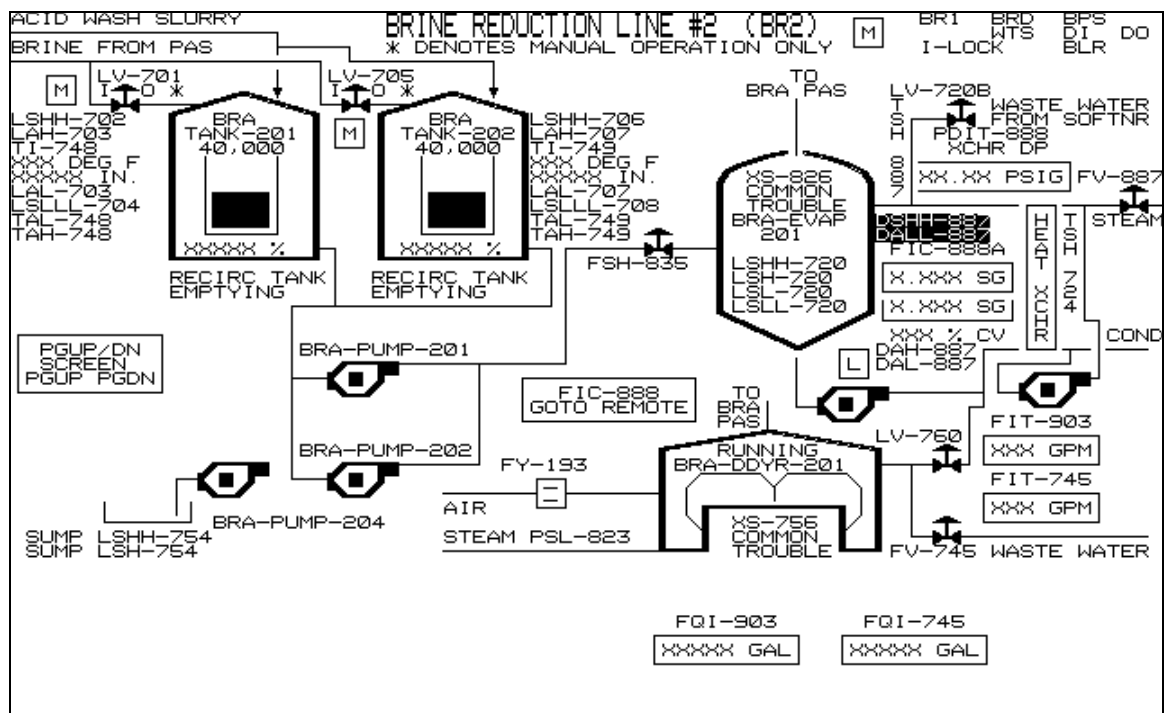 ACID WASH SLURRY
BRINE REDUCTION LINE #2 (BR2)
* DENOTES MANUAL OPERATION ONLY
M
BR1 BRD BPS
WTS DI DO
I-LOCK BLR
BRINE FROM PAS
M
LV-701
I O *
LV-705
I O *
M
TO
BRA PAS
LV-720B
WASTE WATER
FROM SOFTNR
PDIT-888
XCHR DP
XX.XX PSIG
TSH 887
FV-887
STEAM
LSHH-702
LAH-703
TI-748
XXX DEG F
XXXXX IN.
LAL-703
LSLLL-704
TAL-748
TAH-748
BRA
TANK-201
40,000
XXXXX %
RECIRC TANK
EMPTYING
BRA
TANK-202
40,000
XXXXX %
RECIRC TANK
EMPTYING
LSHH-706
LAH-707
TI-749
XXX DEG F
XXXXX IN.
LAL-707
LSLLL-708
TAL-749
TAH-749
FSH-835
XS-826
COMMON
TROUBLE
BRA-EVAP
201
LSHH-720
LSH-720
LSL-720
LSLL-720
DSHH-887
DALL-887
FIC-888A
X.XXX SG
X.XXX SG
XXX % CV
DAH-887
DAL-887
L
HEAT XCHR
TSH 724
COND
PGUP/DN
SCREEN
PGUP PGDN
BRA-PUMP-201
FIC-888
GOTO REMOTE
TO
BRA
PAS
LV-760
FIT-903
XXX GPM
FIT-745
XXX GPM
BRA-PUMP-202
FY-193
RUNNING
BRA-DDYR-201
AIR
XS-756
COMMON
TROUBLE
STEAM PSL-823
FV-745 WASTE WATER
BRA-PUMP-204
SUMP LSHH-754
SUMP LSH-754
FQI-903
XXXXX GAL
FQI-745
XXXXX GAL